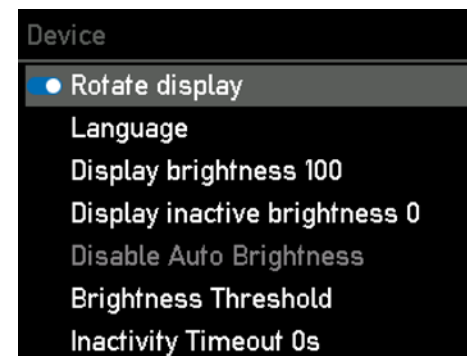 Device
Rotate display
Language
Display brightness 100
Display inactive brightness 0
Disable Auto Brightness
Brightness Threshold
Inactivity Timeout 0s